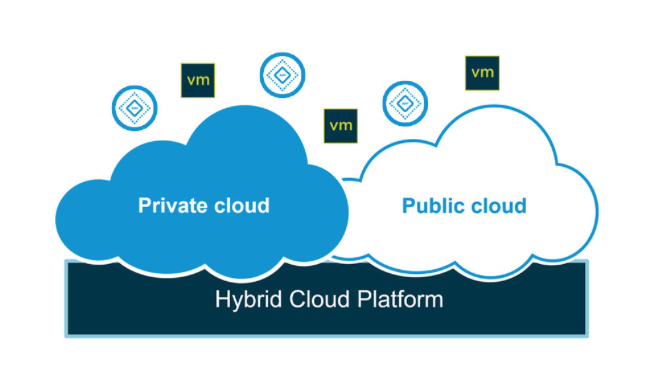 vm
vm
vm
Private cloud
Public cloud
Hybrid Cloud Platform